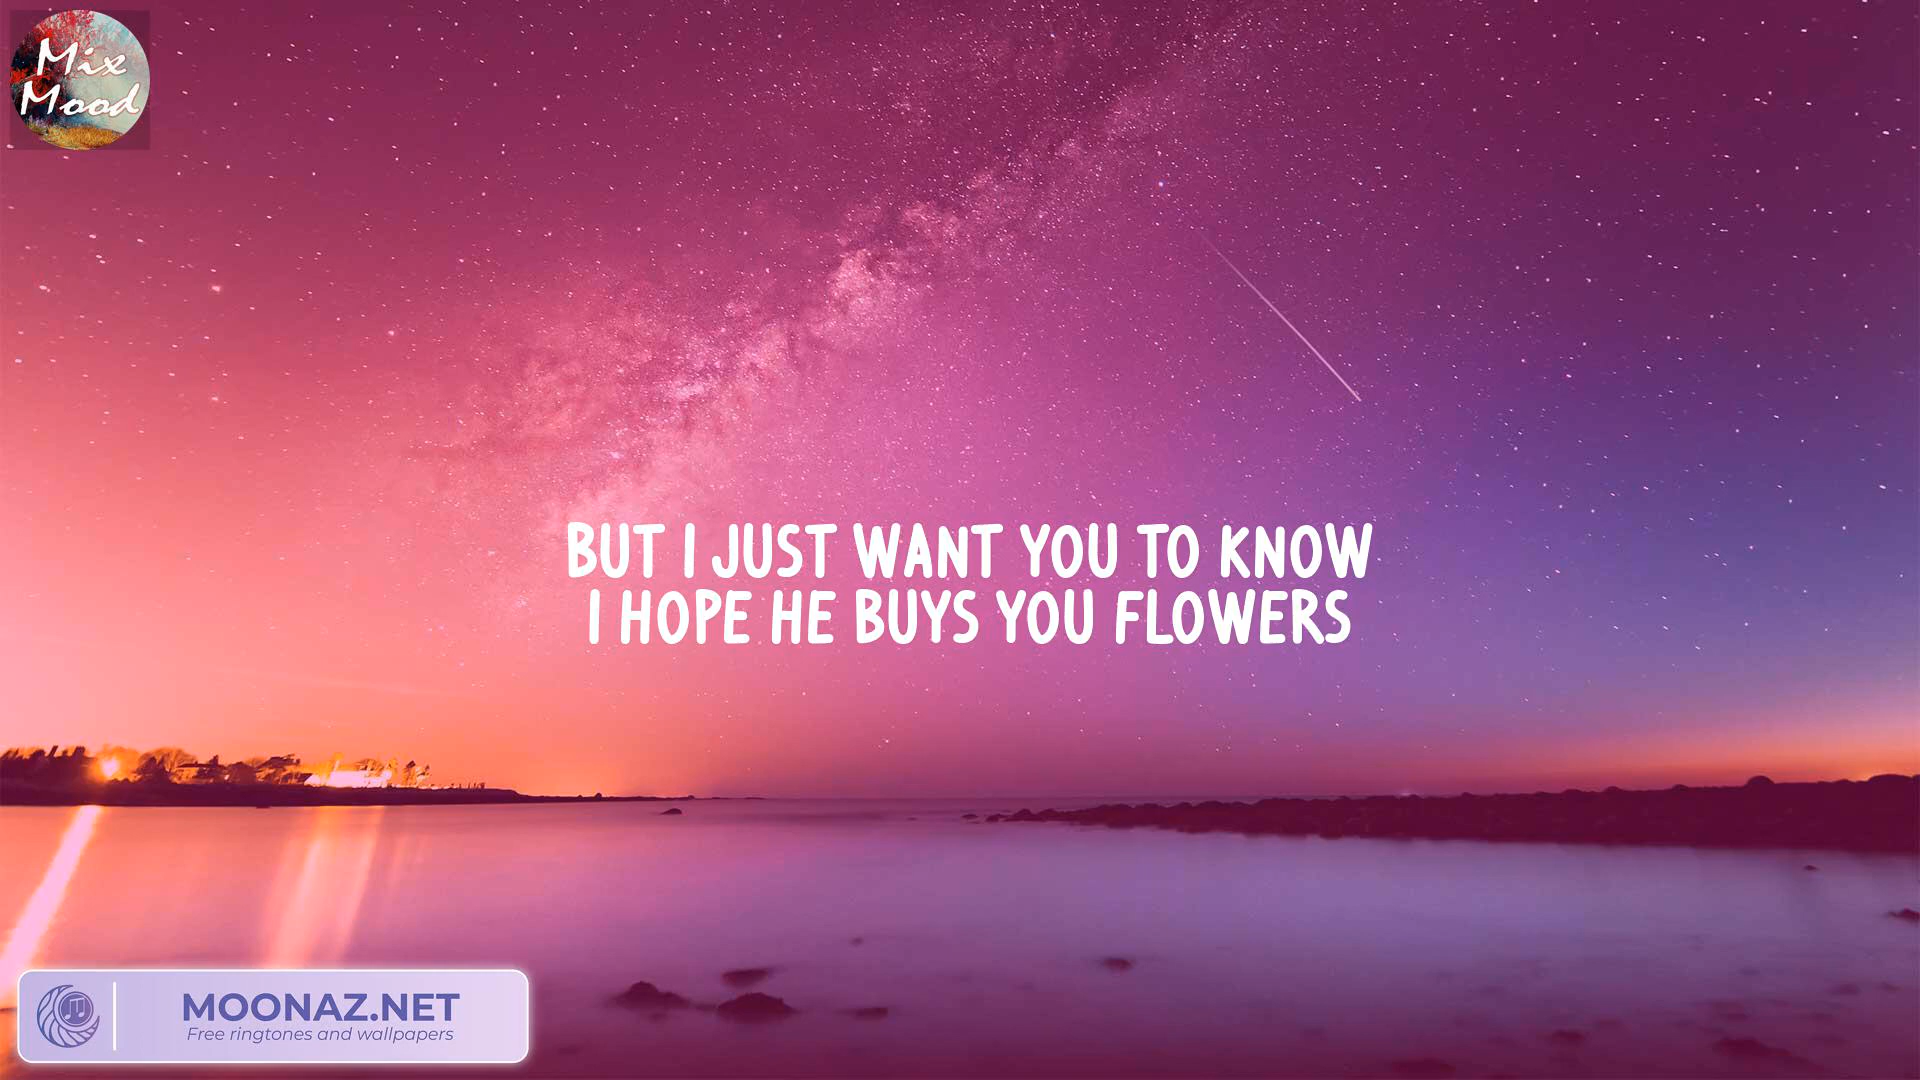 Mix
Mood
BUT I JUST WANT YOU TO KNOW
I HOPE HE BUYS YOU FLOWERS
MOONAZ.NET
Free ringtones and wallpapers